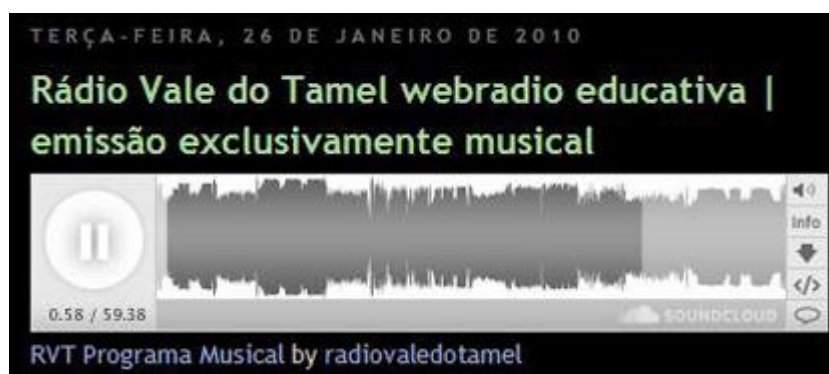 TERÇA-FEIRA, 26 DE JANEIRO DE 2010
Rádio Vale do Tamel webradio educativa |
emissão exclusivamente musical
Info
</>
0.58 / 59.38
SOUNDCLOUD
RVT Programa Musical by radiovaledotamel